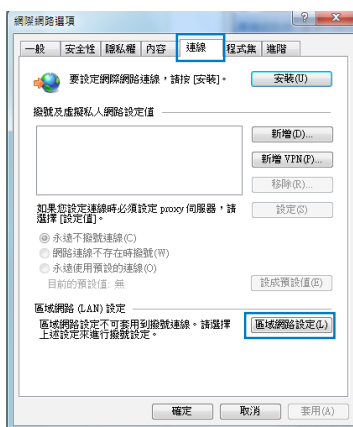 網際網路選項
一般 安全性 隱私權 內容 連線 程式集 進階
要設定網際網路連線，請按 [安裝]。 安裝(U)
撥號及虛擬私人網路設定值
新增(D)...
新增 VPN(P)...
移除(R)...
如果您設定連線時必須設定 proxy 伺服器，請 設定(S)
選擇 [設定值]。
永遠不撥號連線(C)
網路連線不存在時撥號(W)
永遠使用預設的連線(O)
目前的預設值: 無 設成預設值(E)
區域網路 (LAN) 設定
區域網路設定不可套用到撥號連線。請選擇 區域網路設定(L)
上述設定來進行撥號設定。
確定 取消 套用(A)